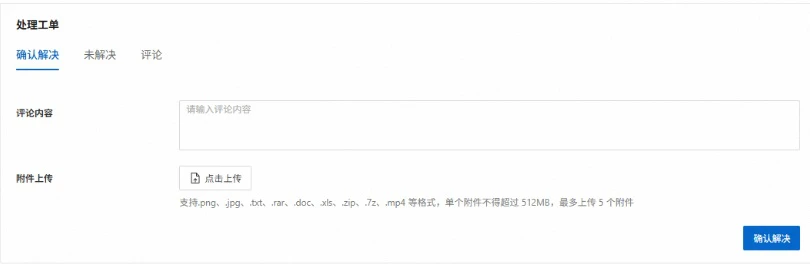 处理工单
确认解决 未解决 评论
评论内容 请输入评论内容
附件上传 点击上传
支持.png、.jpg、.txt、.rar、.doc、.xls、.zip、.7z、.mp4 等格式，单个附件不得超过 512MB，最多上传 5 个附件
确认解决